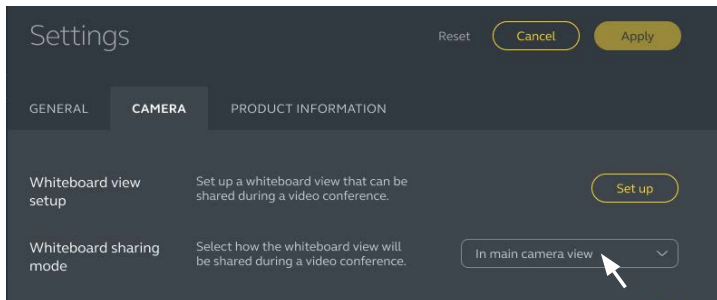 Settings
Reset
Cancel
Apply
GENERAL
CAMERA
PRODUCT INFORMATION
Whiteboard view
setup
Set up a whiteboard view that can be
shared during a video conference.
Set up
Whiteboard sharing
mode
Select how the whiteboard view will
be shared during a video conference.
In main camera view